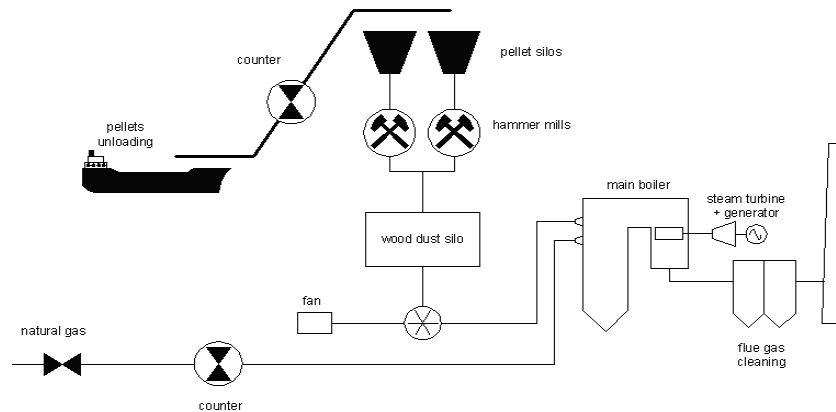 counter
pellet silos
pellets
unloading
hammer mills
main boiler
steam turbine
+ generator
wood dust silo
fan
natural gas
flue gas
cleaning
counter